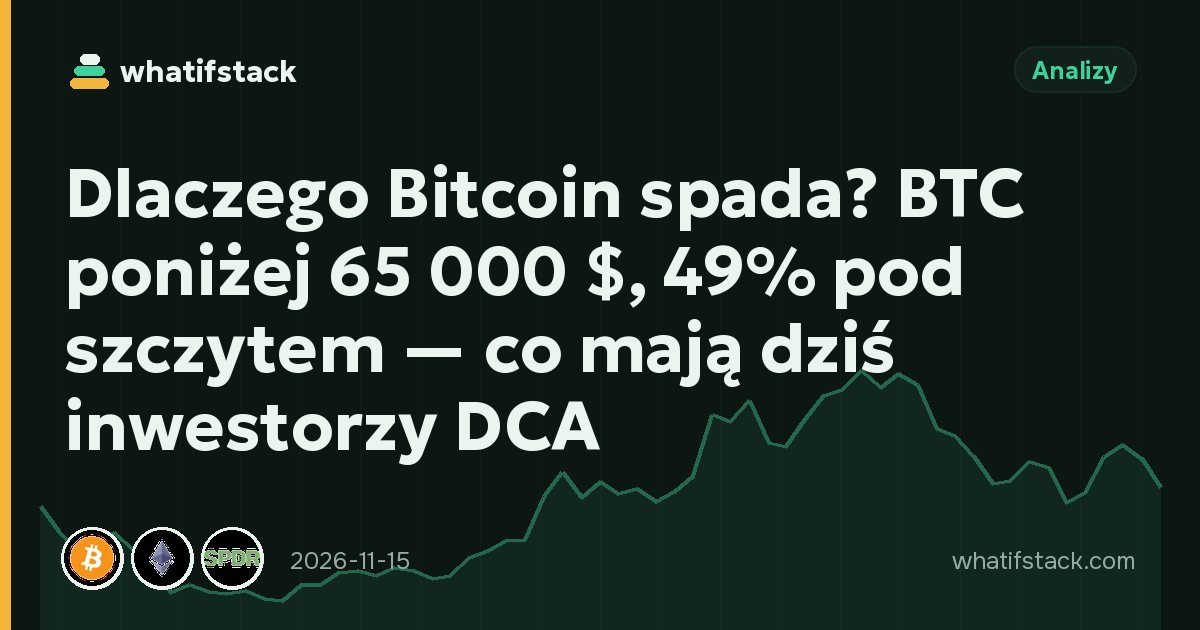 whatifstack
Analizy
Dlaczego Bitcoin spada? BTC
poniżej 65 000 $, 49% pod
szczytem — co mają dziś
inwestorzy DCA
SPDR
2026-11-15
whatifstack.com